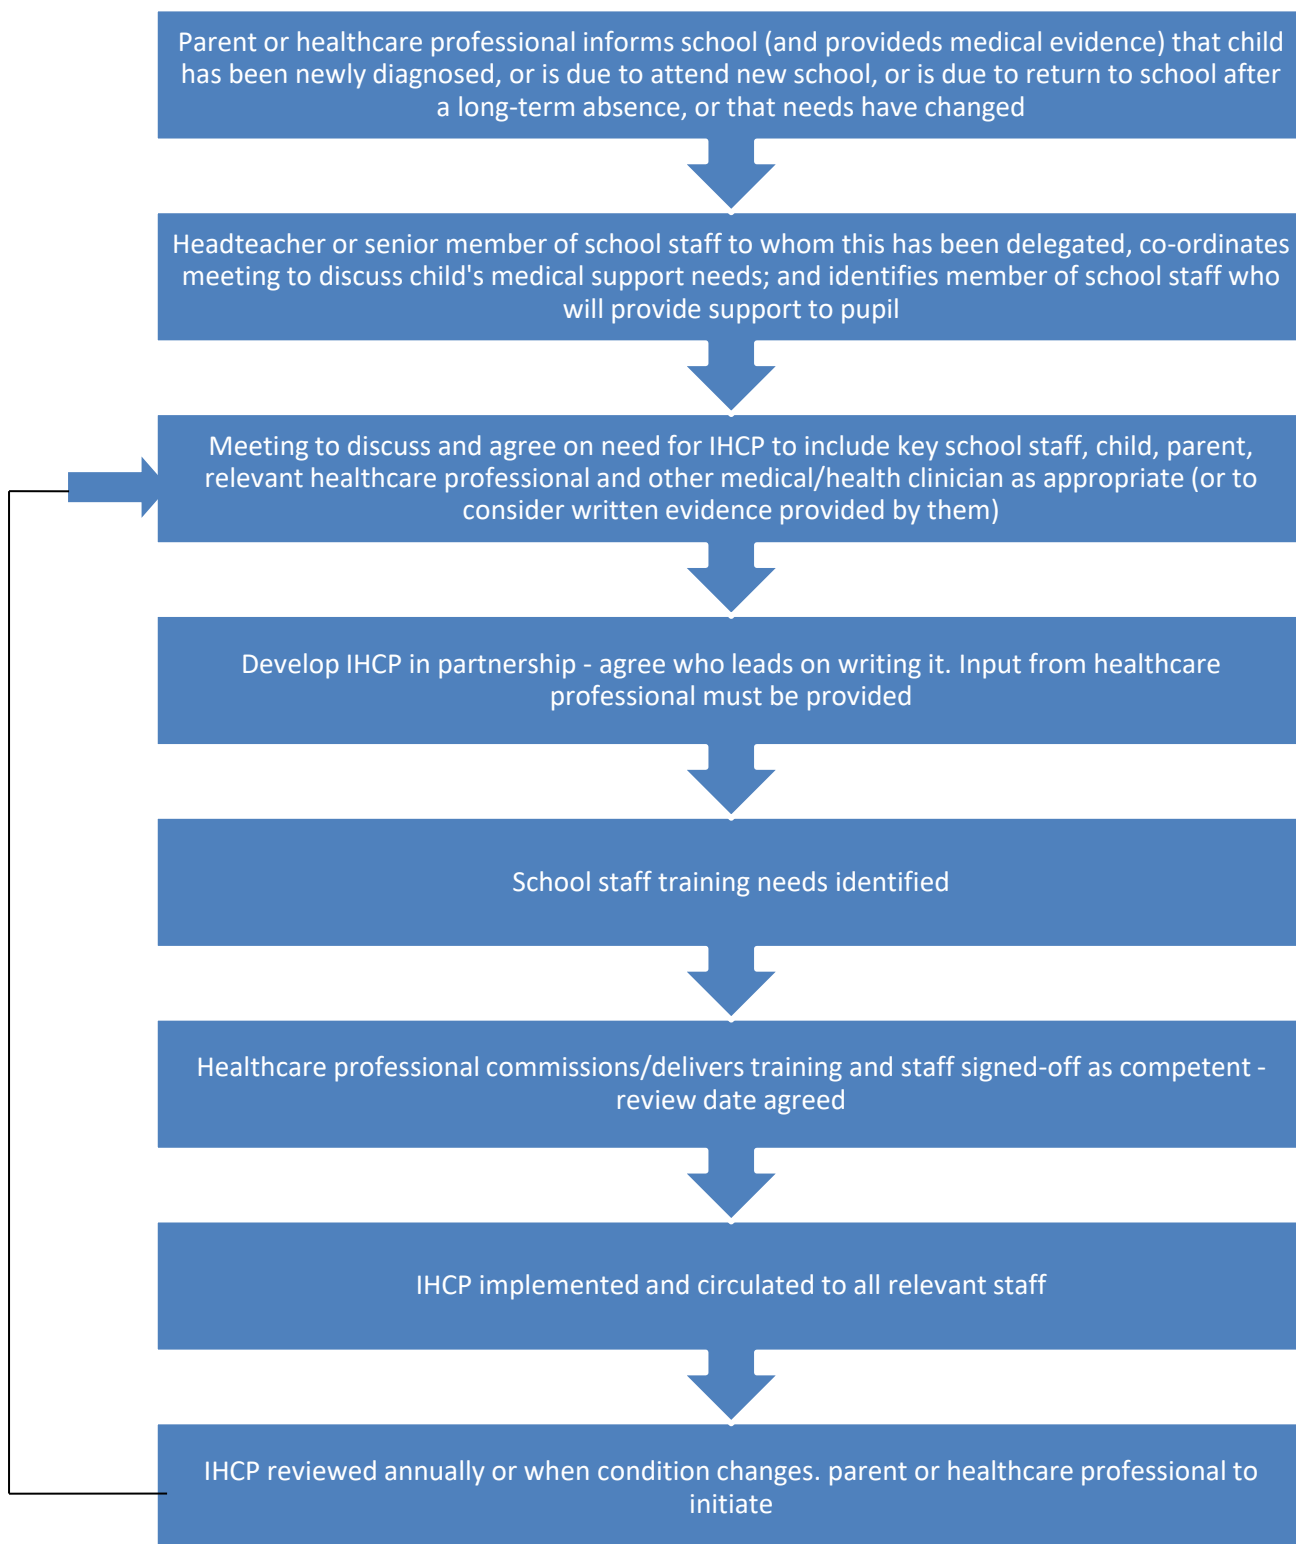 Parent or healthcare professional informs school (and provideds medical evidence) that child
has been newly diagnosed, or is due to attend new school, or is due to return to school after
a long-term absence, or that needs have changed
Headteacher or senior member of school staff to whom this has been delegated, co-ordinates
meeting to discuss child's medical support needs; and identifies member of school staff who
will provide support to pupil
Meeting to discuss and agree on need for IHCP to include key school staff, child, parent,
relevant healthcare professional and other medical/health clinician as appropriate (or to
consider written evidence provided by them)
Develop IHCP in partnership - agree who leads on writing it. Input from healthcare
professional must be provided
School staff training needs identified
Healthcare professional commissions/delivers training and staff signed-off as competent -
review date agreed
IHCP implemented and circulated to all relevant staff
IHCP reviewed annually or when condition changes. parent or healthcare professional to
initiate